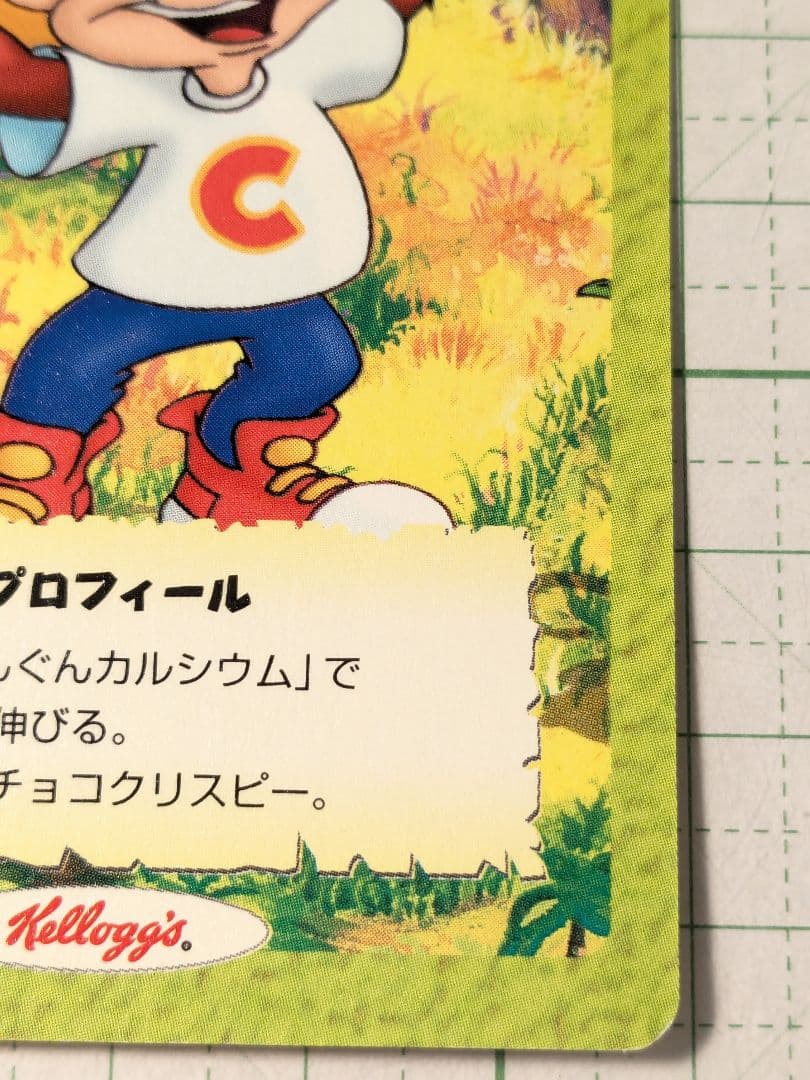 C
プロフィール
ぐんカルシウム」で
伸びる。
チョコクリスピー。
Kellogg's®